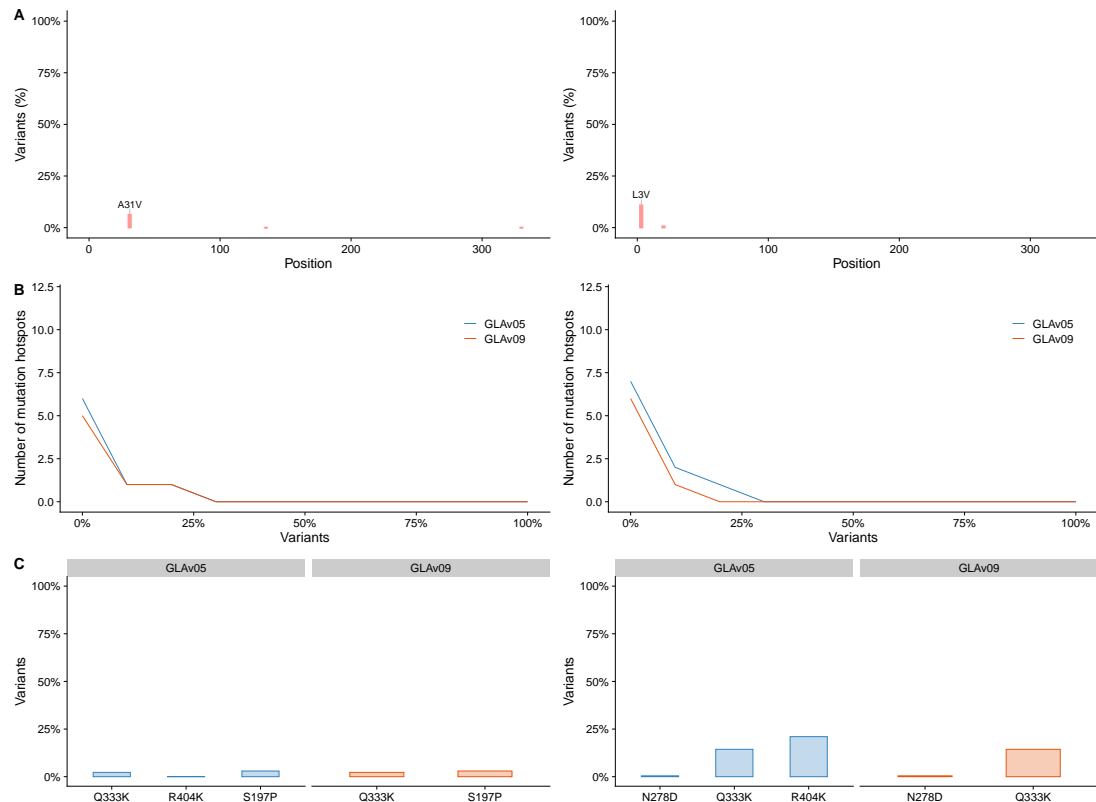 A
Variants (%)
100%
75%
50%
25%
0%
A31V
0 100 200 300
Position
Variants (%)
100%
75%
50%
25%
0%
L3V
0 100 200 300
Position
B
Number of mutation hotspots
12.5
10.0
7.5
5.0
2.5
0.0
GLAv05
GLAv09
0% 25% 50% 75% 100%
Variants
Number of mutation hotspots
12.5
10.0
7.5
5.0
2.5
0.0
GLAv05
GLAv09
0% 25% 50% 75% 100%
Variants
C
GLAv05 GLAv09
Variants
100%
75%
50%
25%
0%
Q333K R404K S197P Q333K S197P
GLAv05 GLAv09
Variants
100%
75%
50%
25%
0%
N278D Q333K R404K N278D Q333K